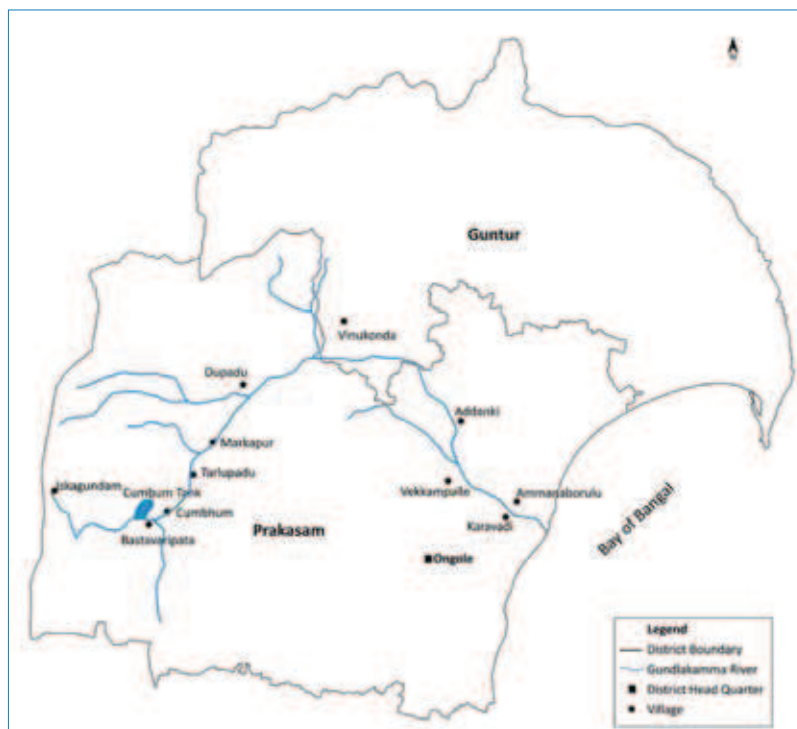 N
Guntur
Vinukonda
Dupadu
Addanki
Markapur
Tarlupadu
Iskagundam
Cumbum Tank
Vekkampalle
Ammanaborulu
Cumbhum
Karavadi
Bastavaripata
Prakasam
Bay of Bangal
Ongole
Legend
District Boundary
Gundlakamma River
District Head Quarter
Village